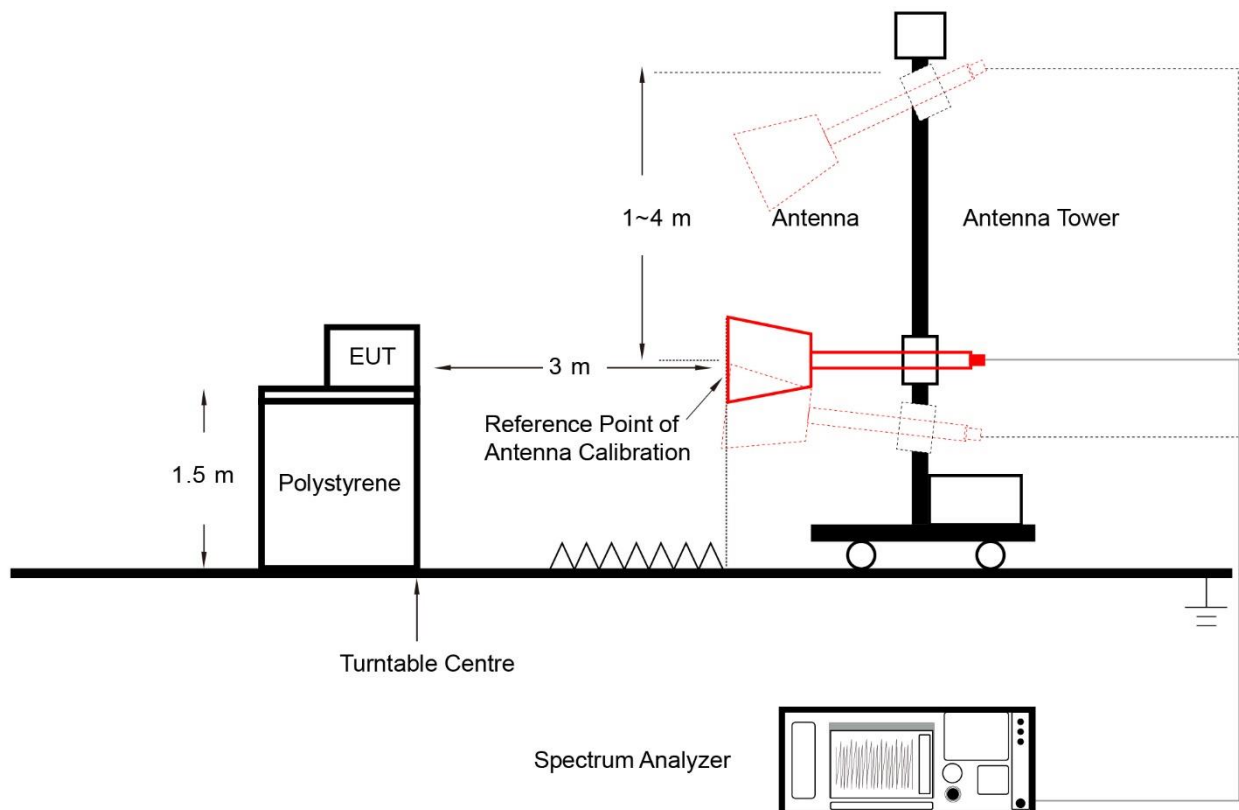 1~4 m
Antenna
Antenna Tower
EUT
3 m
Reference Point of
Antenna Calibration
1.5 m
Polystyrene
Turntable Centre
Spectrum Analyzer